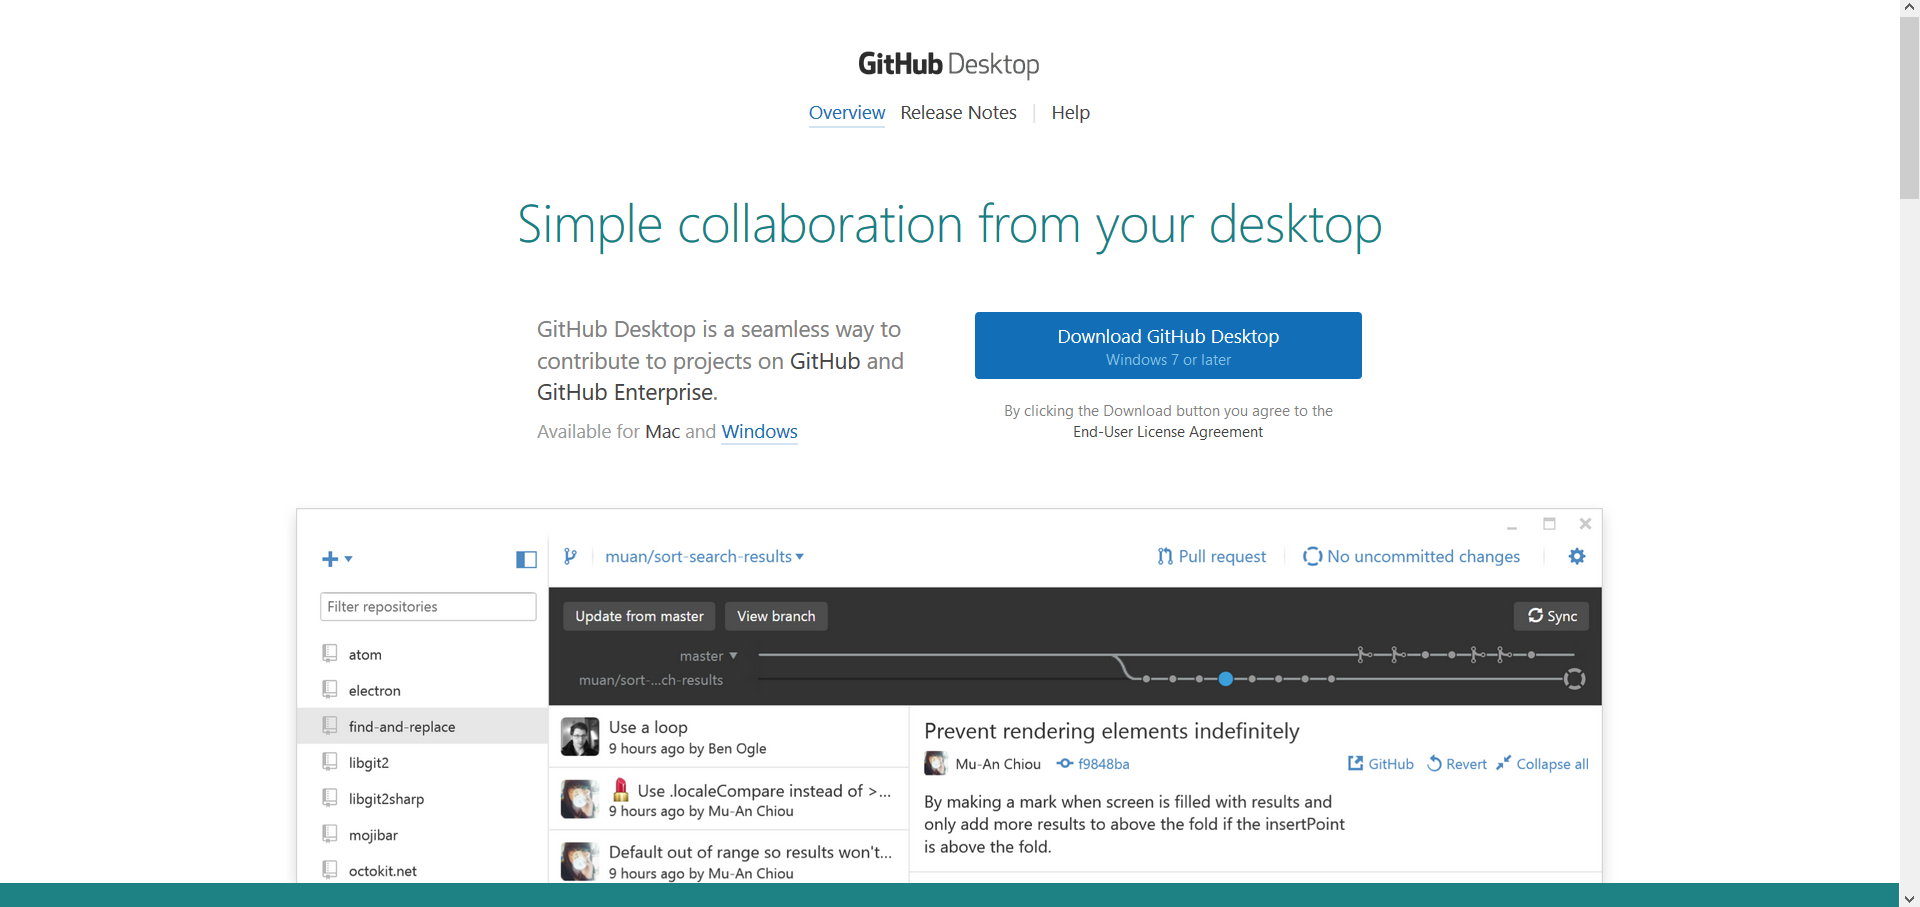 GitHub Desktop
Overview Release Notes Help
Simple collaboration from your desktop
GitHub Desktop is a seamless way to
contribute to projects on GitHub and
GitHub Enterprise.
Available for Mac and Windows
Download GitHub Desktop
Windows 7 or later
By clicking the Download button you agree to the
End-User License Agreement
muan/sort-search-results
Pull request
No uncommitted changes
Filter repositories
atom
electron
find-and-replace
libgit2
libgit2sharp
mojibar
octokit.net
Update from master
View branch
Sync
master
muan/sort-...ch-results
Use a loop
9 hours ago by Ben Ogle
Use .localeCompare instead of >...
9 hours ago by Mu-An Chiou
Default out of range so results won't...
9 hours ago by Mu-An Chiou
Prevent rendering elements indefinitely
Mu-An Chiou f9848ba
GitHub Revert Collapse all
By making a mark when screen is filled with results and
only add more results to above the fold if the insertPoint
is above the fold.